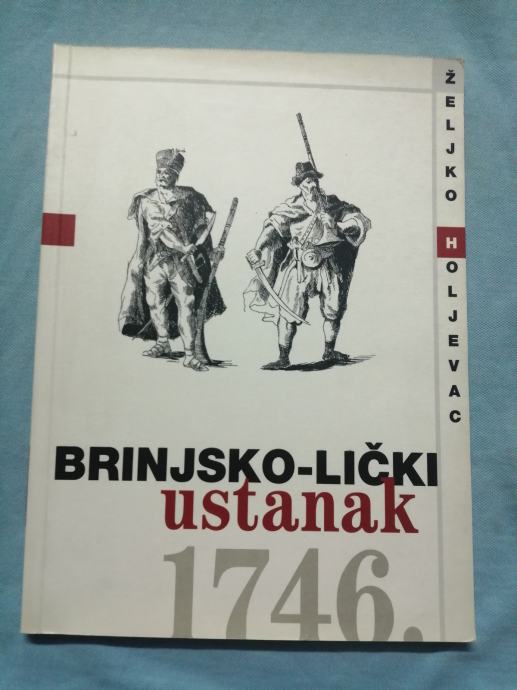 ŽELJKO HOLJEVAC
BRINJSKO-LIČKI
ustanak
1746.